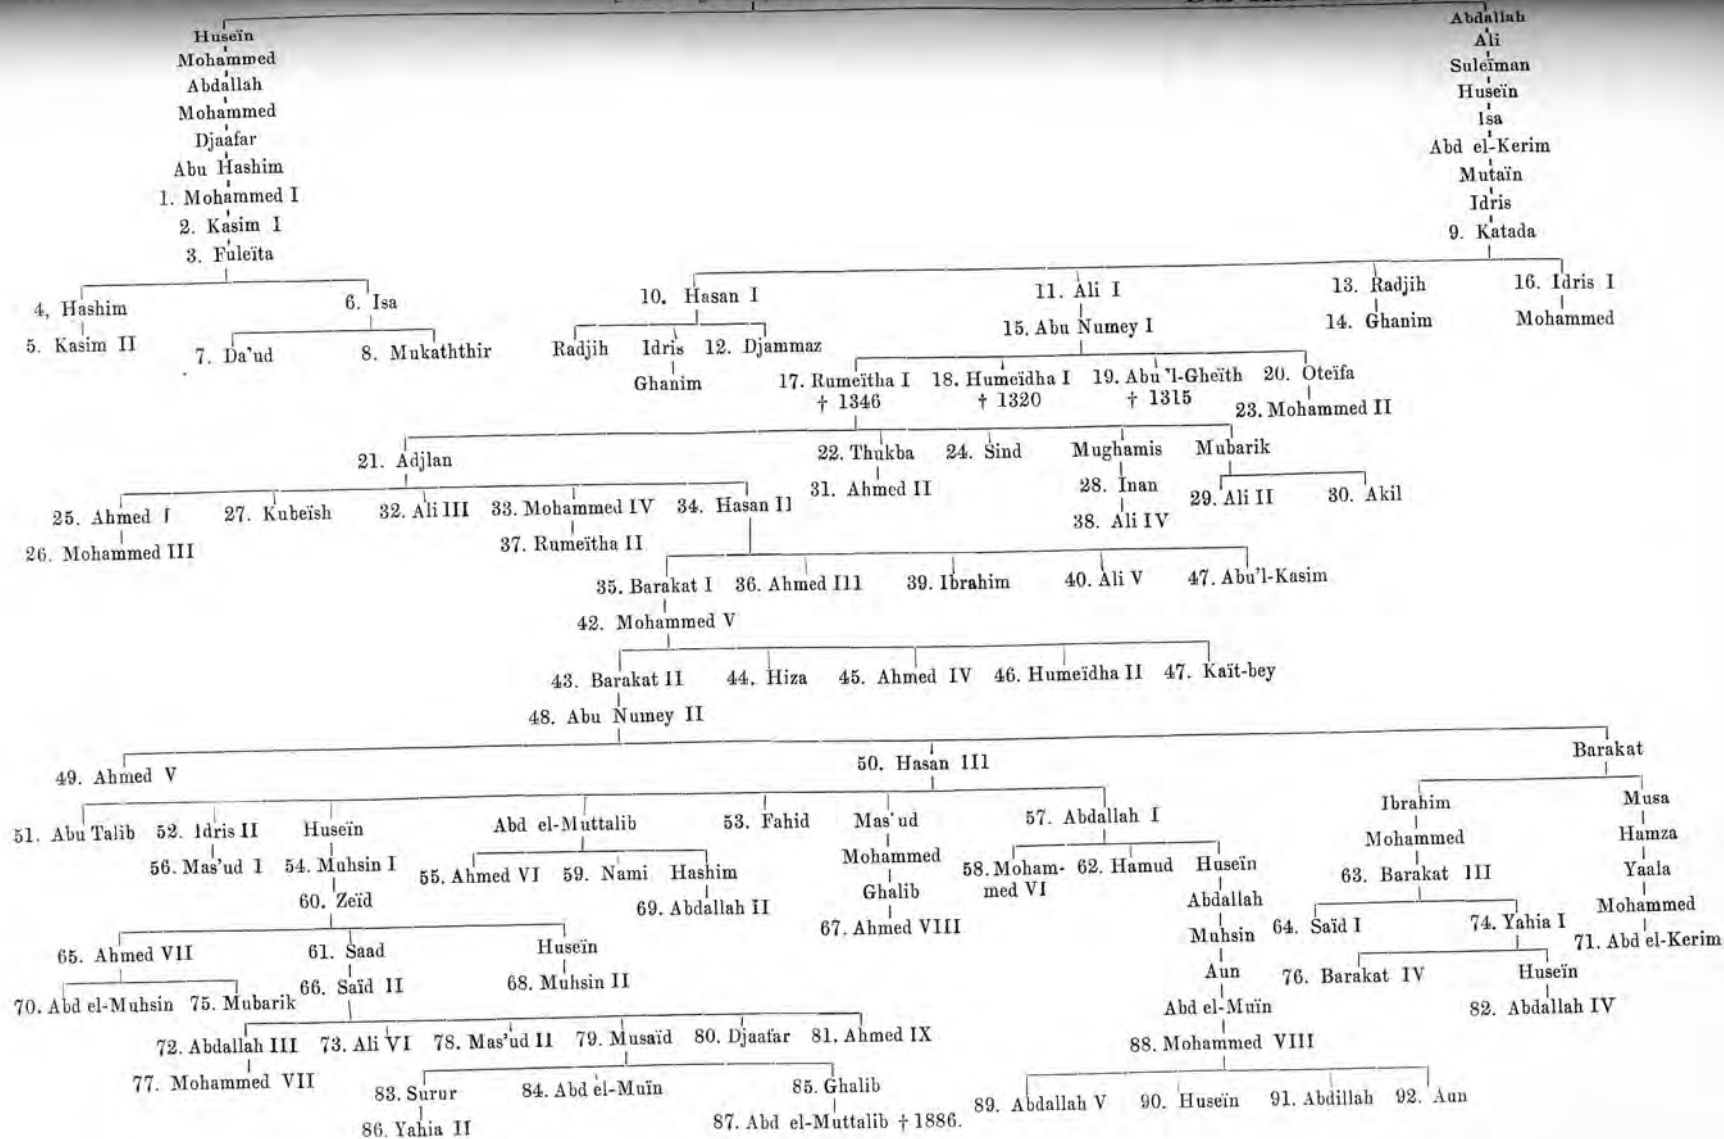 Huseïn Abdallah
Mohammed Ali
Abdallah Suleïman
Mohammed Huseïn
Djaafar Isa
Abu Hashim Abd el-Kerim
1. Mohammed I Mutaïn
2. Kasim I Idris
3. Fuleïta 9. Katada
4, Hashim 6. Isa 10. Hasan I 11. Ali I 13. Radjih 16. Idris I
5. Kasim II 7. Da'ud 8. Mukaththir Radjih Idris 12. Djammaz 15. Abu Numey I 14. Ghanim Mohammed
Ghanim 17. Rumeïtha I 18. Humeïdha I 19. Abu 'l-Gheïth 20. Oteïfa
† 1346 † 1320 † 1315 23. Mohammed II
21. Adjlan 22. Thukba 24. Sind Mughamis Mubarik
31. Ahmed II 28. Inan 29. Ali II 30. Akil
25. Ahmed I 27. Kubeïsh 32. Ali III 33. Mohammed IV 34. Hasan II 38. Ali IV
26. Mohammed III 37. Rumeïtha II
35. Barakat I 36. Ahmed III 39. Ibrahim 40. Ali V 47. Abu'l-Kasim
42. Mohammed V
43. Barakat II 44. Hiza 45. Ahmed IV 46. Humeïdha II 47. Kaït-bey
48. Abu Numey II
49. Ahmed V 50. Hasan III Barakat
51. Abu Talib 52. Idris II Huseïn Abd el-Muttalib 53. Fahid Mas'ud 57. Abdallah I Ibrahim Musa
56. Mas'ud I 54. Muhsin I 55. Ahmed VI 59. Nami Hashim Mohammed 58. Moham- 62. Hamud Huseïn Mohammed Hamza
med VI
60. Zeïd 69. Abdallah II Ghalib Abdallah 63. Barakat III Yaala
65. Ahmed VII 61. Saad Huseïn 67. Ahmed VIII Muhsin 64. Saïd I 74. Yahia I Mohammed
71. Abd el-Kerim
70. Abd el-Muhsin 75. Mubarik 66. Saïd II 68. Muhsin II Aun 76. Barakat IV Huseïn
Abd el-Muïn 82. Abdallah IV
72. Abdallah III 73. Ali VI 78. Mas'ud II 79. Musaïd 80. Djaafar 81. Ahmed IX 88. Mohammed VIII
77. Mohammed VII 83. Surur 84. Abd el-Muïn 85. Ghalib 89. Abdallah V 90. Huseïn 91. Abdillah 92. Aun
86. Yahia II 87. Abd el-Muttalib † 1886.